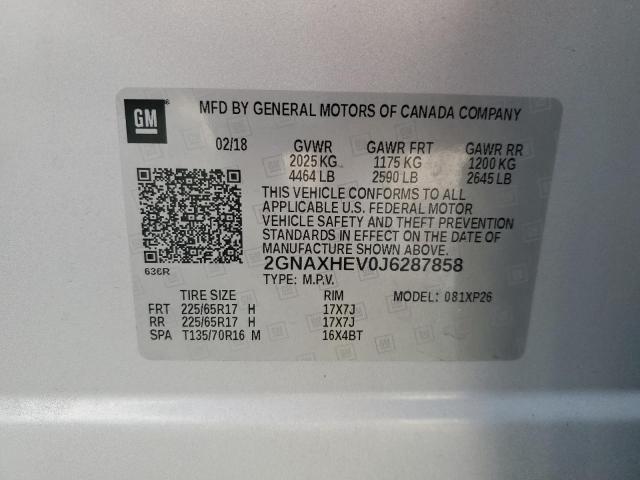 GM
MFD BY GENERAL MOTORS OF CANADA COMPANY
02/18 GVWR GAWR FRT GAWR RR
2025 KG 1175 KG 1200 KG
4464 LB 2590 LB 2645 LB
THIS VEHICLE CONFORMS TO ALL
APPLICABLE U.S. FEDERAL MOTOR
VEHICLE SAFETY AND THEFT PREVENTION
STANDARDS IN EFFECT ON THE DATE OF
MANUFACTURE SHOWN ABOVE.
636R 2GNAXHEV0J6287858
TYPE: M.P.V.
TIRE SIZE RIM MODEL: 081XP26
FRT 225/65R17 H 17X7J
RR 225/65R17 H 17X7J
SPA T135/70R16 M 16X4BT